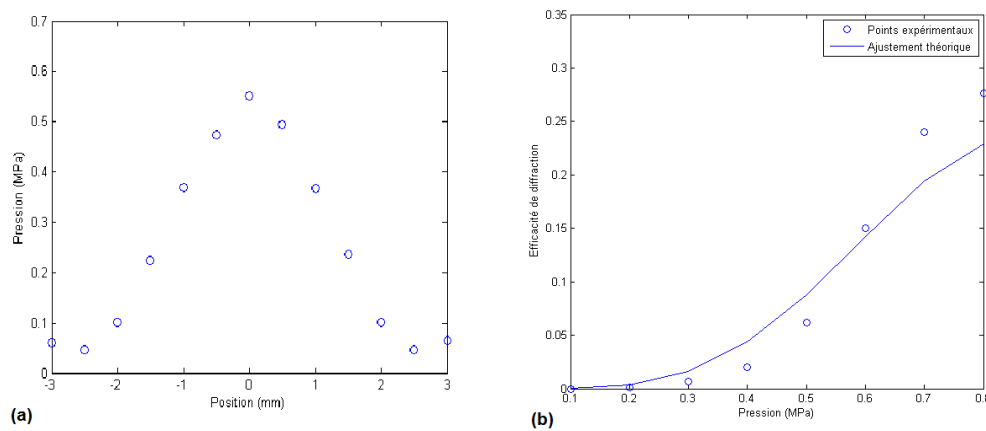 0.7
0.6
0.5
0.4
0.3
0.2
0.1
0
Pression (MPa)
-3 -2 -1 0 1 2 3
Position (mm)
(a)
0.35
0.3
0.25
0.2
0.15
0.1
0.05
0
Efficacité de diffraction
Points expérimentaux
Ajustement théorique
0.1 0.2 0.3 0.4 0.5 0.6 0.7 0.8
Pression (MPa)
(b)